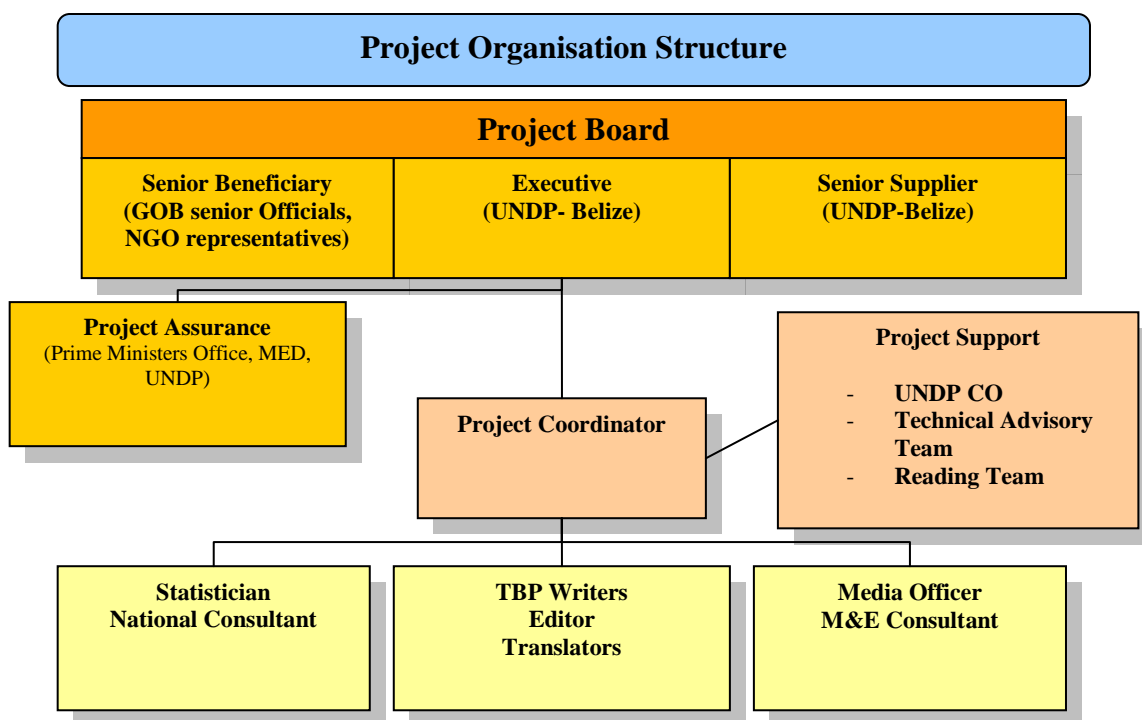 Project Organisation Structure
Project Board
Senior Beneficiary
(GOB senior Officials,
NGO representatives)
Executive
(UNDP- Belize)
Senior Supplier
(UNDP-Belize)
Project Assurance
(Prime Ministers Office, MED,
UNDP)
Project Support
- UNDP CO
- Technical Advisory
Team
- Reading Team
Project Coordinator
Statistician
National Consultant
TBP Writers
Editor
Translators
Media Officer
M&E Consultant